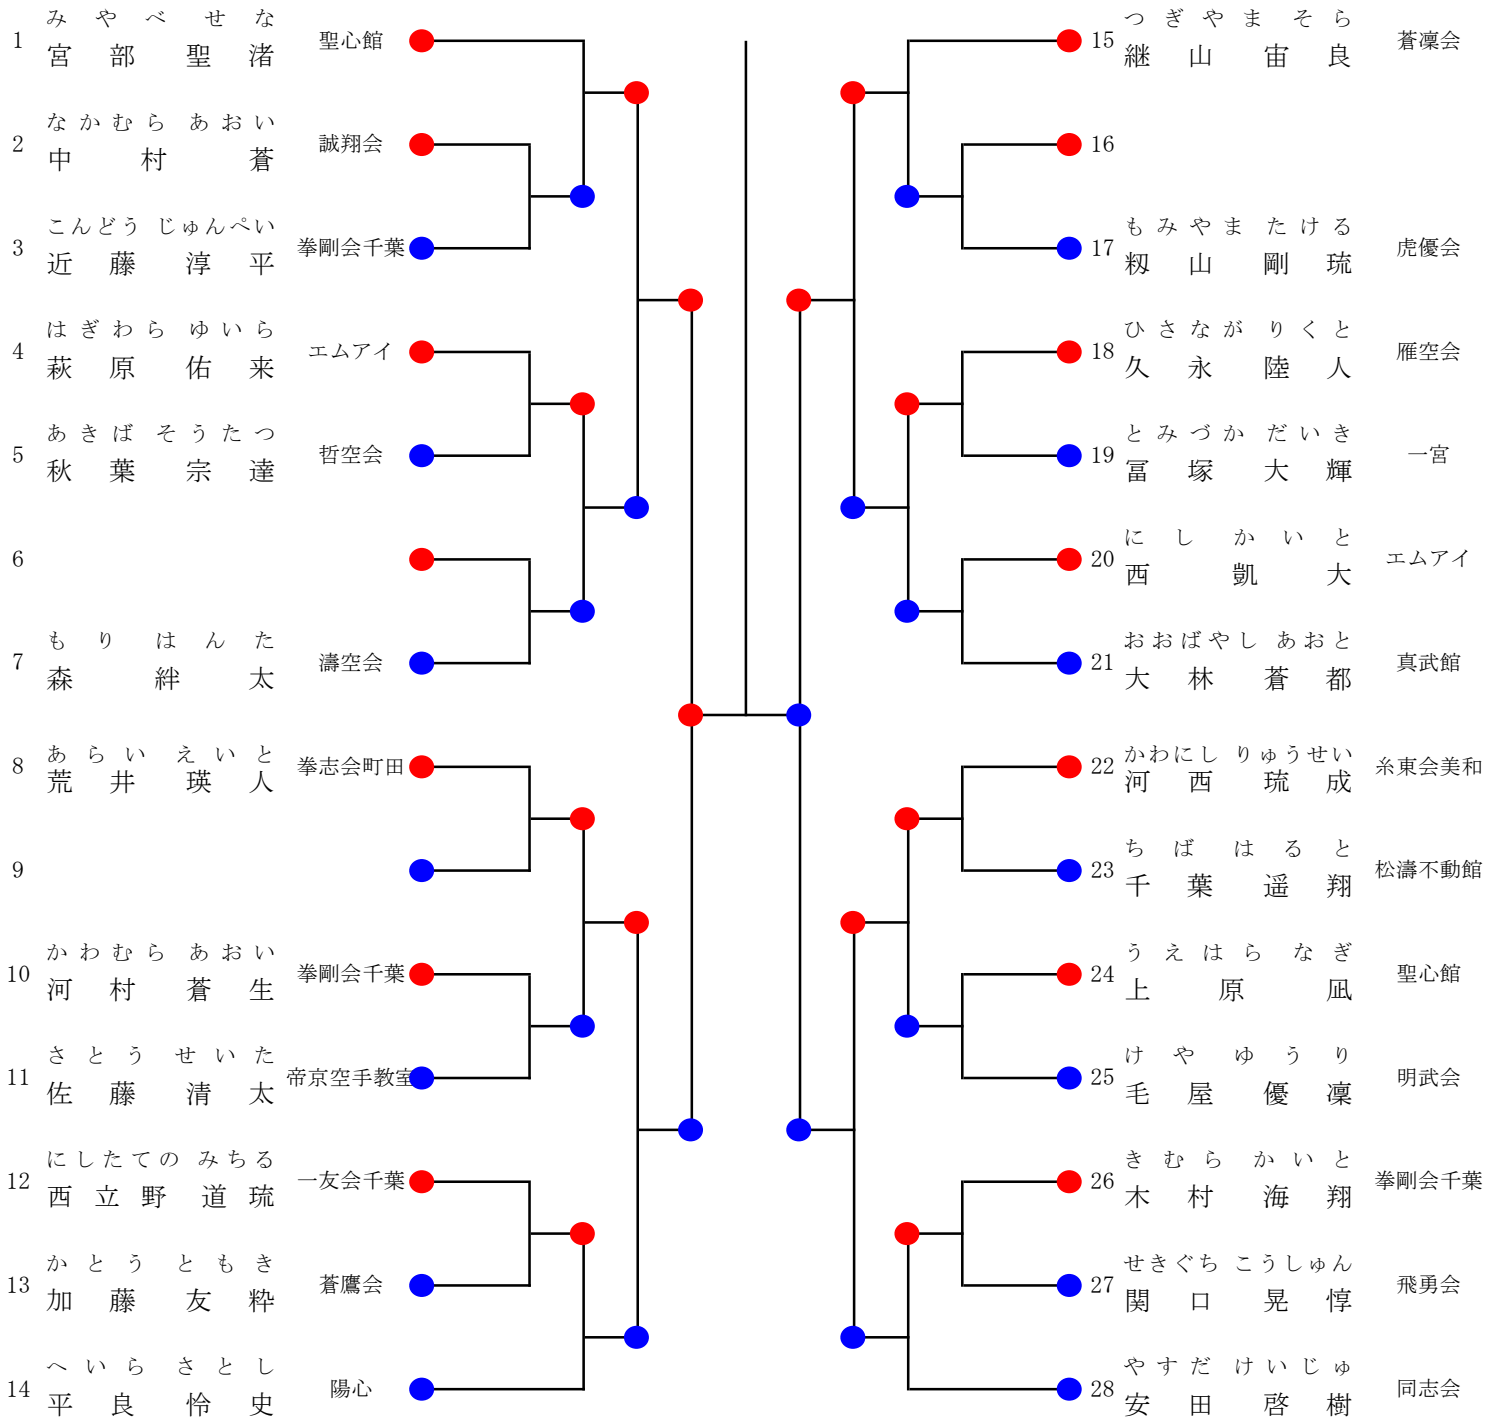 みやべ せな
1 宮部 聖渚 聖心館
なかむら あおい
2 中村 蒼 誠翔会
こんどう じゅんぺい
3 近藤 淳平 拳剛会千葉
はぎわら ゆいら
4 萩原 佑来 エムアイ
あきば そうたつ
5 秋葉 宗達 哲空会
6
もり はんた
7 森 絆太 濤空会
あらい えいと
8 荒井 瑛人 拳志会町田
9
かわむら あおい
10 河村 蒼生 拳剛会千葉
さとう せいた
11 佐藤 清太 帝京空手教室
にしたての みちる
12 西立野 道琉 一友会千葉
かとう ともき
13 加藤 友粋 蒼鷹会
へいら さとし
14 平良 怜史 陽心
つぎやま そら
15 継山 宙良 蒼凜会
16
もみやま たける
17 籾山 剛琉 虎優会
ひさなが りくと
18 久永 陸人 雁空会
とみづか だいき
19 冨塚 大輝 一宮
にし かいと
20 西 凱大 エムアイ
おおばやし あおと
21 大林 蒼都 真武館
かわにし りゅうせい
22 河西 琉成 糸東会美和
ちば はると
23 千葉 遥翔 松濤不動館
うえはら なぎ
24 上原 凪 聖心館
けや ゆうり
25 毛屋 優凜 明武会
きむら かいと
26 木村 海翔 拳剛会千葉
せきぐち こうしゅん
27 関口 晃惇 飛勇会
やすだ けいじゅ
28 安田 啓樹 同志会